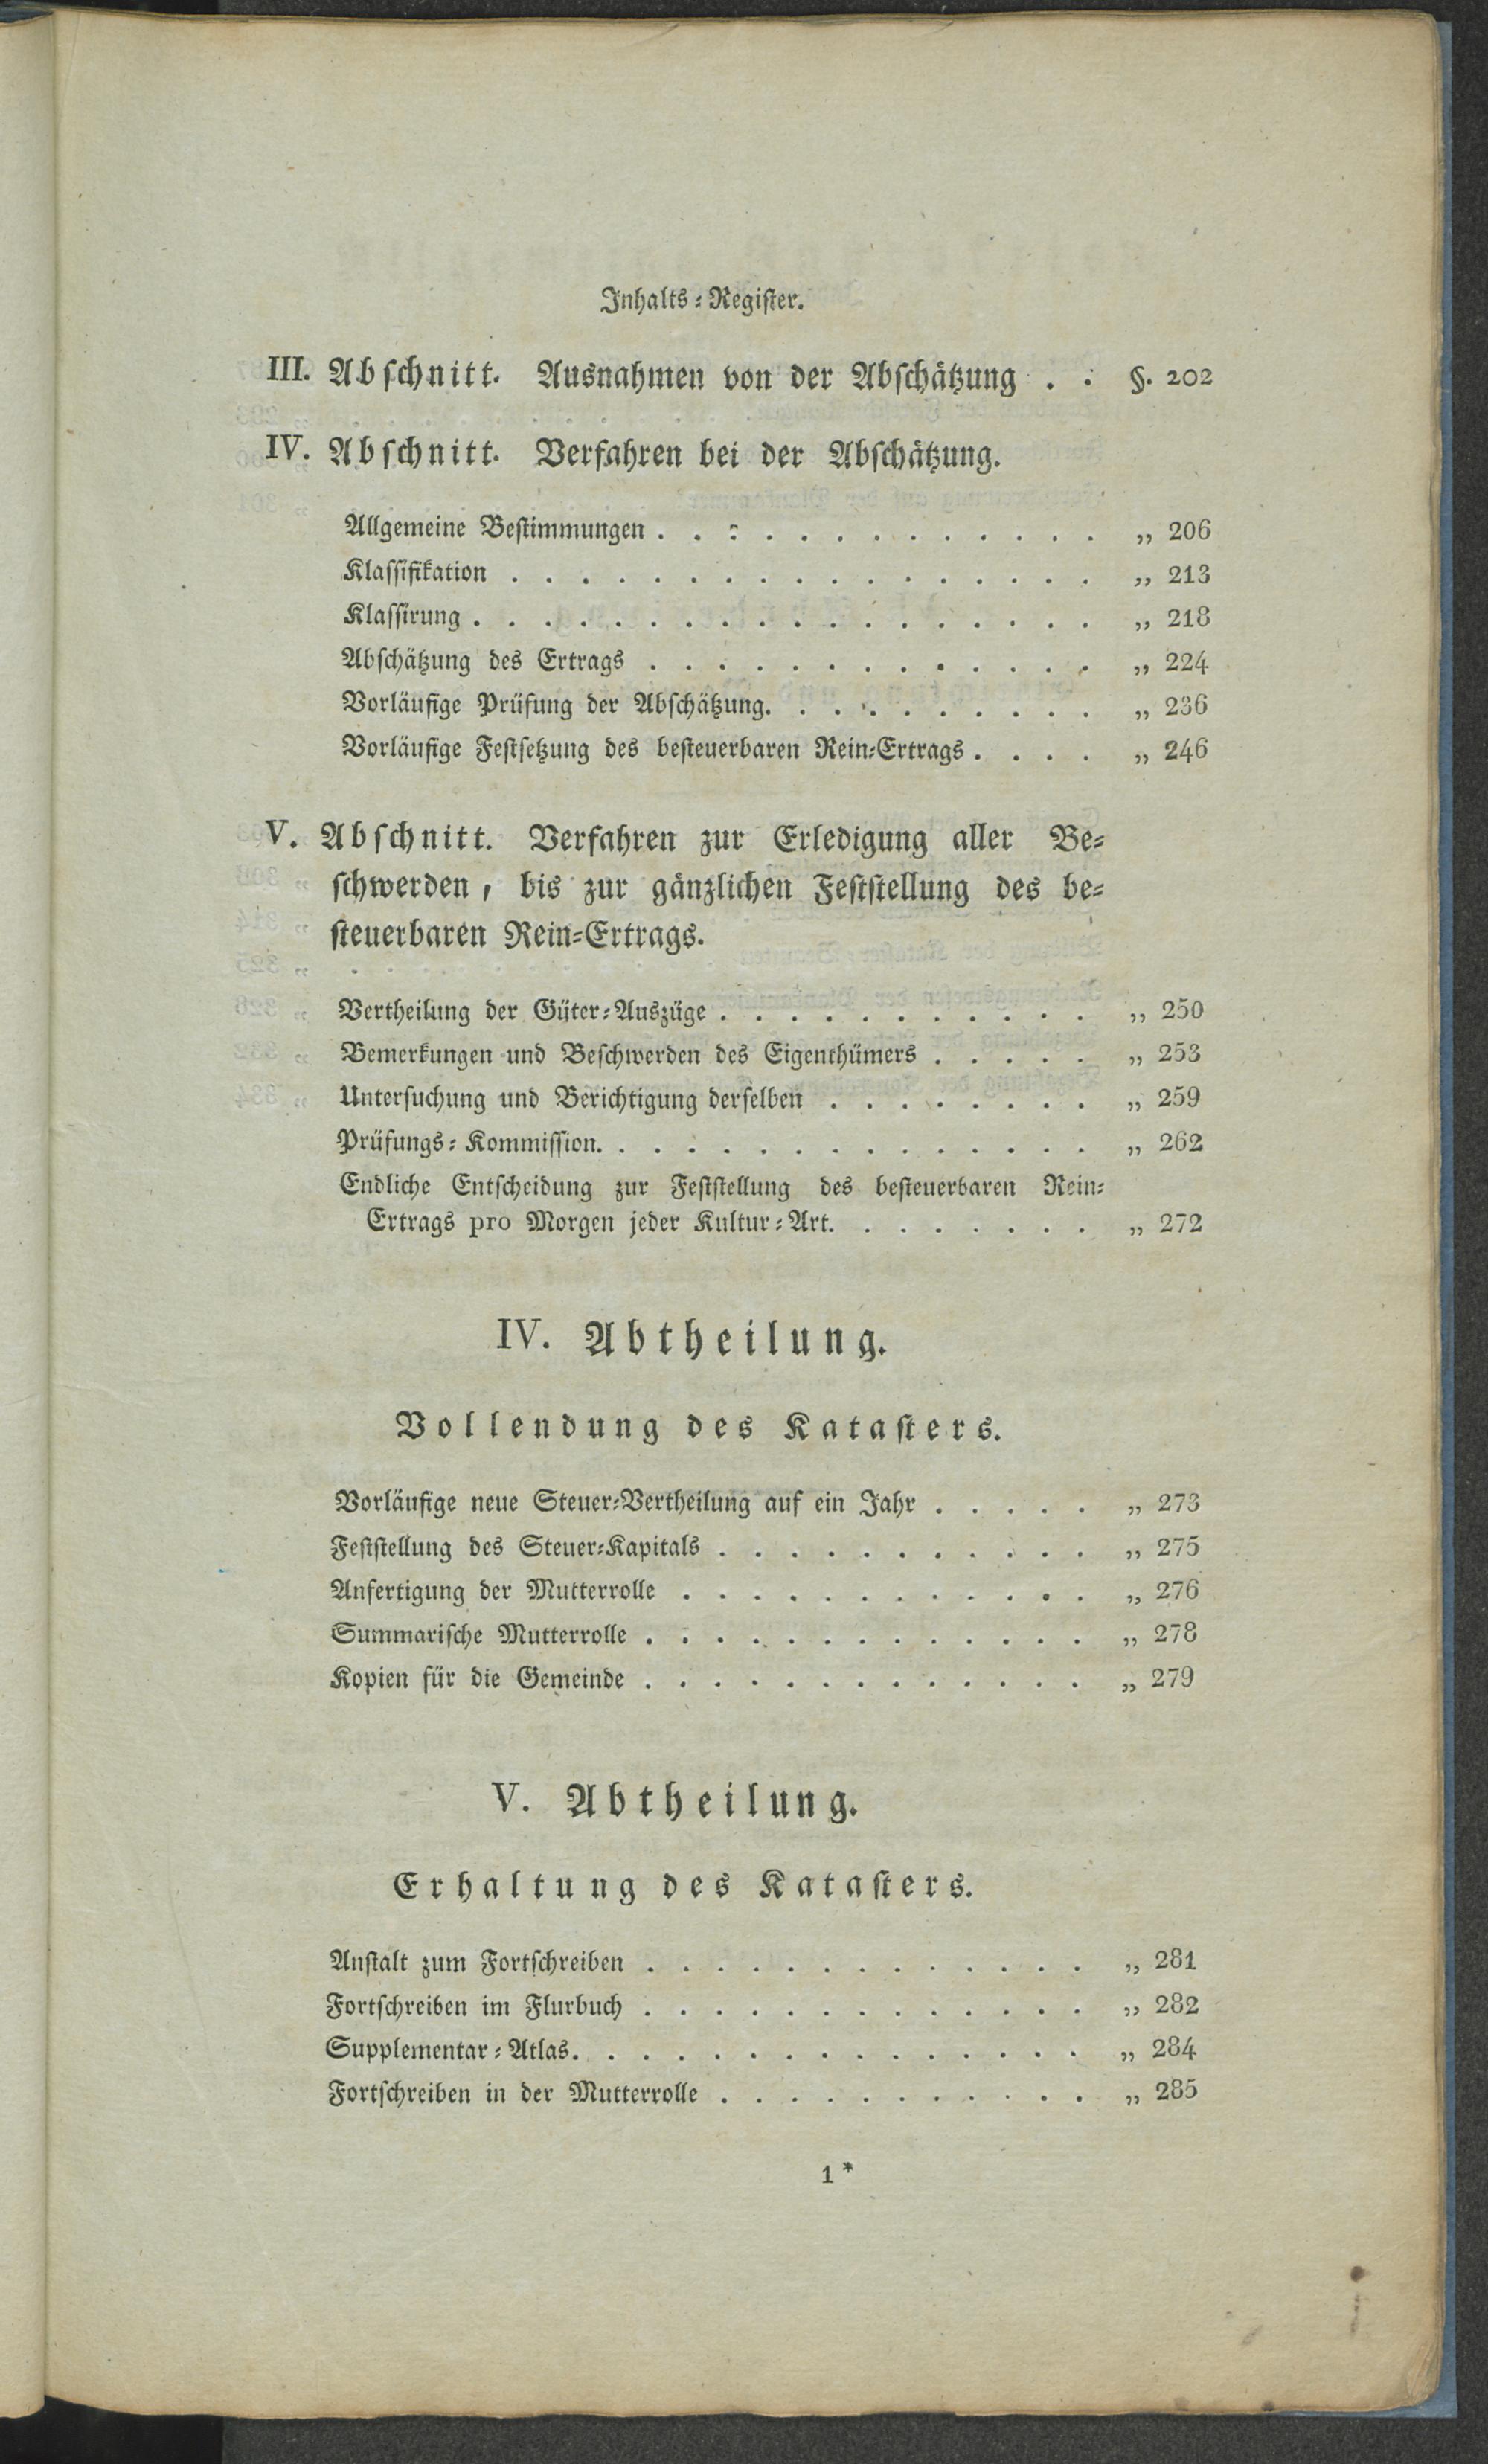 Inhalts-Register.
III. Abschnitt. Ausnahmen von der Abschätzung . . §. 202
IV. Abschnitt. Verfahren bei der Abschätzung.
Allgemeine Bestimmungen . . . . . . . . . . . . . „ 206
Klassifikation . . . . . . . . . . . . . . . . . „ 213
Klassirung . . . . . . . . . . . . . . . . . . „ 218
Abschätzung des Ertrags . . . . . . . . . . . . . „ 224
Vorläufige Prüfung der Abschätzung. . . . . . . . . . „ 236
Vorläufige Festsetzung des besteuerbaren Rein-Ertrags . . . . „ 246
V. Abschnitt. Verfahren zur Erledigung aller Be-
schwerden, bis zur gänzlichen Feststellung des be-
steuerbaren Rein-Ertrags.
Vertheilung der Güter-Auszüge . . . . . . . . . . . „ 250
Bemerkungen und Beschwerden des Eigenthümers . . . . . „ 253
Untersuchung und Berichtigung derselben . . . . . . . . „ 259
Prüfungs-Kommission. . . . . . . . . . . . . . . „ 262
Endliche Entscheidung zur Feststellung des besteuerbaren Rein-
Ertrags pro Morgen jeder Kultur-Art. . . . . . . . „ 272
IV. Abtheilung.
Vollendung des Katasters.
Vorläufige neue Steuer-Vertheilung auf ein Jahr . . . . . „ 273
Feststellung des Steuer-Kapitals . . . . . . . . . . . „ 275
Anfertigung der Mutterrolle . . . . . . . . . . . . „ 276
Summarische Mutterrolle . . . . . . . . . . . . . „ 278
Kopien für die Gemeinde . . . . . . . . . . . . . „ 279
V. Abtheilung.
Erhaltung des Katasters.
Anstalt zum Fortschreiben . . . . . . . . . . . . . „ 281
Fortschreiben im Flurbuch . . . . . . . . . . . . . „ 282
Supplementar-Atlas. . . . . . . . . . . . . . . „ 284
Fortschreiben in der Mutterrolle . . . . . . . . . . . „ 285
1*